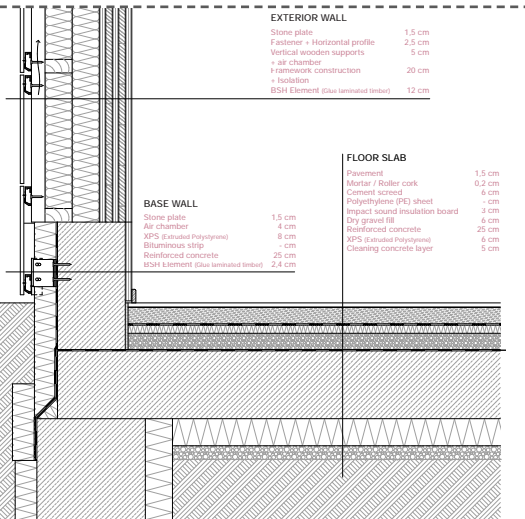 EXTERIOR WALL
Stone plate 1,5 cm
Fastener + Horizontal profile 2,5 cm
Vertical wooden supports 5 cm
+ air chamber
Framework construction 20 cm
+ Isolation
BSH Element (Glue laminated timber) 12 cm
FLOOR SLAB
Pavement 1,5 cm
Mortar / Roller cork 0,2 cm
Cement screed 6 cm
Polyethylene (PE) sheet - cm
Impact sound insulation board 3 cm
Dry gravel fill 6 cm
Reinforced concrete 25 cm
XPS (Extruded Polystyrene) 6 cm
Cleaning concrete layer 5 cm
BASE WALL
Stone plate 1,5 cm
Air chamber 4 cm
XPS (Extruded Polystyrene) 8 cm
Bituminous strip - cm
Reinforced concrete 25 cm
BSH Element (Glue laminated timber) 2,4 cm